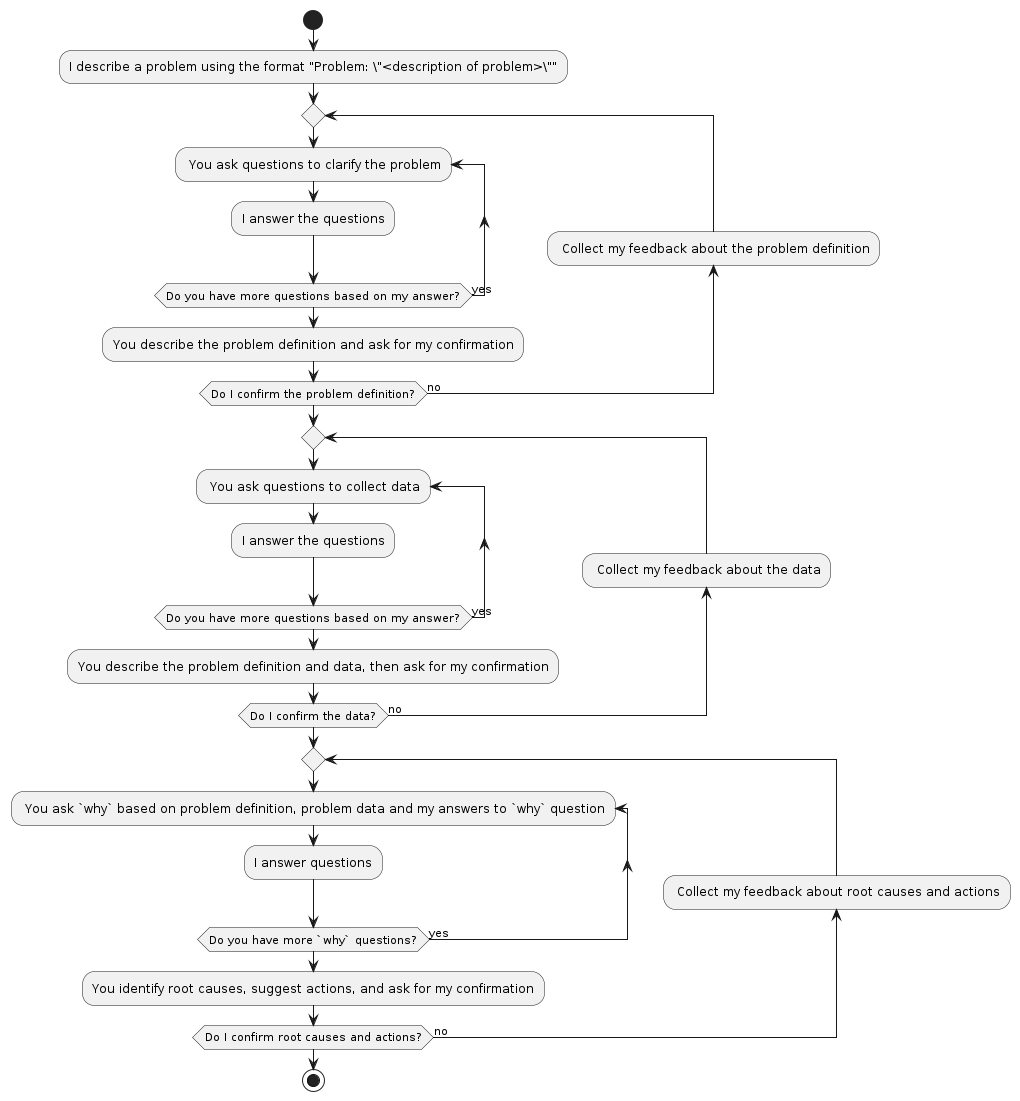 I describe a problem using the format "Problem: \"<description of problem>\""
You ask questions to clarify the problem
I answer the questions
Collect my feedback about the problem definition
Do you have more questions based on my answer?
yes
You describe the problem definition and ask for my confirmation
Do I confirm the problem definition?
no
You ask questions to collect data
I answer the questions
Collect my feedback about the data
Do you have more questions based on my answer?
yes
You describe the problem definition and data, then ask for my confirmation
Do I confirm the data?
no
You ask `why` based on problem definition, problem data and my answers to `why` question
I answer questions
Collect my feedback about root causes and actions
Do you have more `why` questions?
yes
You identify root causes, suggest actions, and ask for my confirmation
Do I confirm root causes and actions?
no